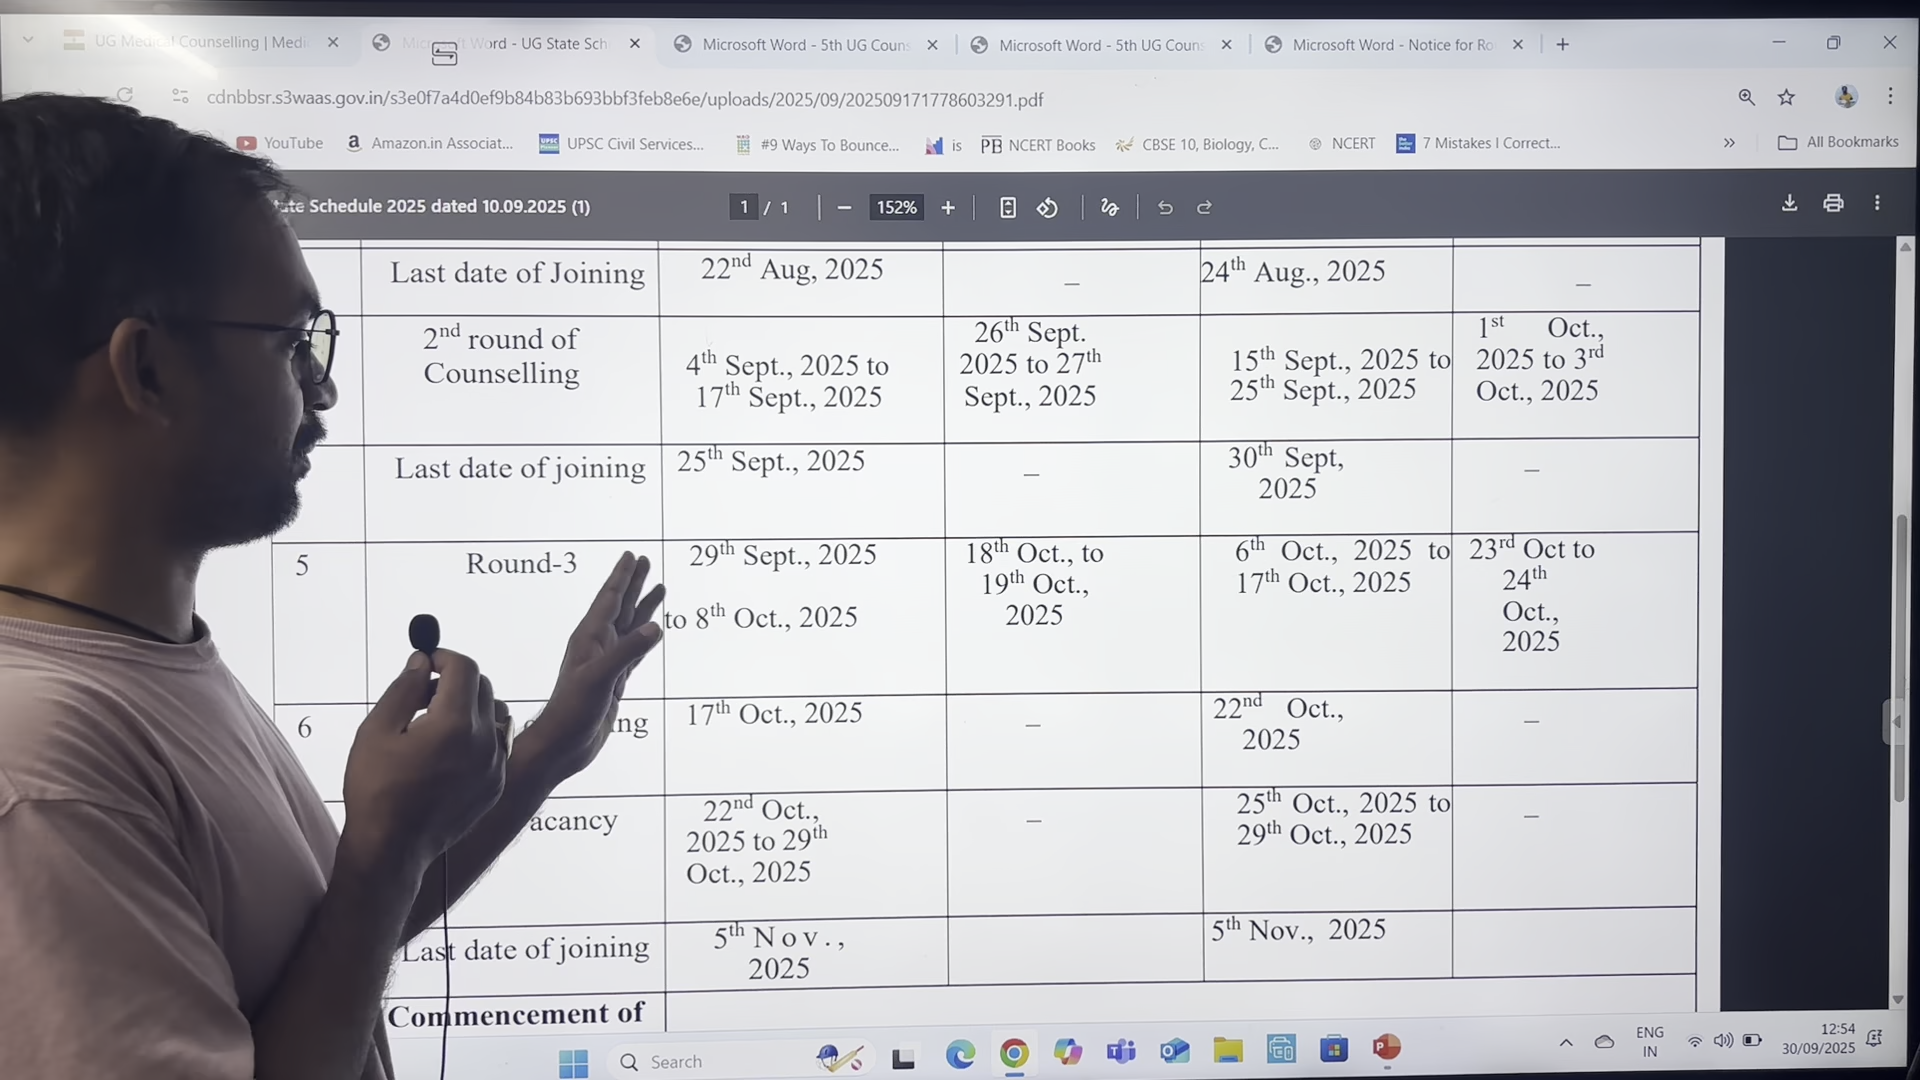 UG Medical Counselling | Medi
Microsoft Word - UG State Sch
Microsoft Word - 5th UG Coun
Microsoft Word - 5th UG Coun
Microsoft Word - Notice for Ro
cdnbbsr.s3waas.gov.in/s3e0f7a4d0ef9b84b83b693bbf3feb8e6e/uploads/2025/09/202509171778603291.pdf
YouTube
Amazon.in Associat...
UPSC Civil Services...
#9 Ways To Bounce...
is
NCERT Books
CBSE 10, Biology, C...
NCERT
7 Mistakes I Correct...
All Bookmarks
ate Schedule 2025 dated 10.09.2025 (1)
1 / 1
152%
Last date of Joining
22nd Aug, 2025
–
24th Aug., 2025
–
2nd round of
Counselling
4th Sept., 2025 to
17th Sept., 2025
26th Sept.
2025 to 27th
Sept., 2025
15th Sept., 2025 to
25th Sept., 2025
1st Oct.,
2025 to 3rd
Oct., 2025
Last date of joining
25th Sept., 2025
–
30th Sept,
2025
–
5
Round-3
29th Sept., 2025
to 8th Oct., 2025
18th Oct., to
19th Oct.,
2025
6th Oct., 2025 to
17th Oct., 2025
23rd Oct to
24th
Oct.,
2025
6
ng
17th Oct., 2025
–
22nd Oct.,
2025
–
acancy
22nd Oct.,
2025 to 29th
Oct., 2025
–
25th Oct., 2025 to
29th Oct., 2025
–
Last date of joining
5th Nov.,
2025
5th Nov., 2025
Commencement of
Search
ENG
IN
12:54
30/09/2025